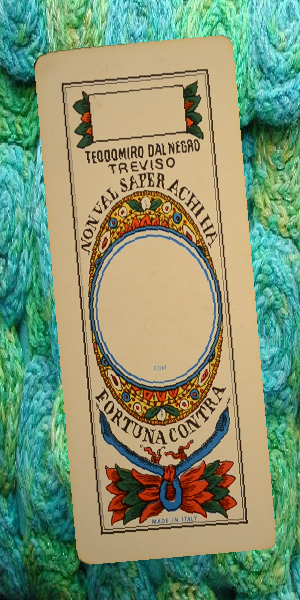 TEODOMIRO DAL NEGRO
TREVISO
NON VAL SAPER A CHI HA
FORTUNA CONTRA
MADE IN ITALY